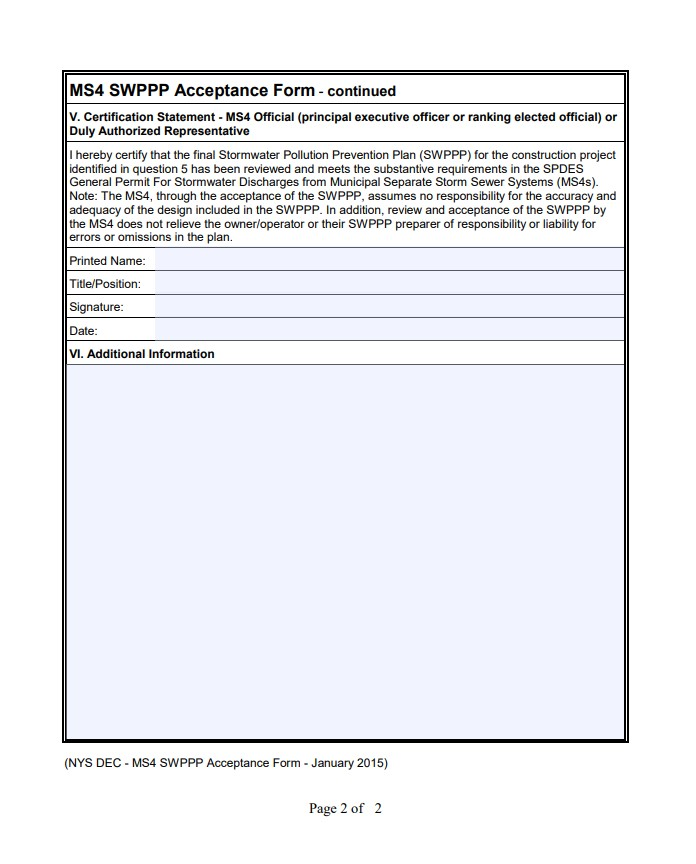 MS4 SWPPP Acceptance Form - continued
V. Certification Statement - MS4 Official (principal executive officer or ranking elected official) or
Duly Authorized Representative
I hereby certify that the final Stormwater Pollution Prevention Plan (SWPPP) for the construction project
identified in question 5 has been reviewed and meets the substantive requirements in the SPDES
General Permit For Stormwater Discharges from Municipal Separate Storm Sewer Systems (MS4s).
Note: The MS4, through the acceptance of the SWPPP, assumes no responsibility for the accuracy and
adequacy of the design included in the SWPPP. In addition, review and acceptance of the SWPPP by
the MS4 does not relieve the owner/operator or their SWPPP preparer of responsibility or liability for
errors or omissions in the plan.
Printed Name:
Title/Position:
Signature:
Date:
VI. Additional Information
(NYS DEC - MS4 SWPPP Acceptance Form - January 2015)
Page 2 of 2